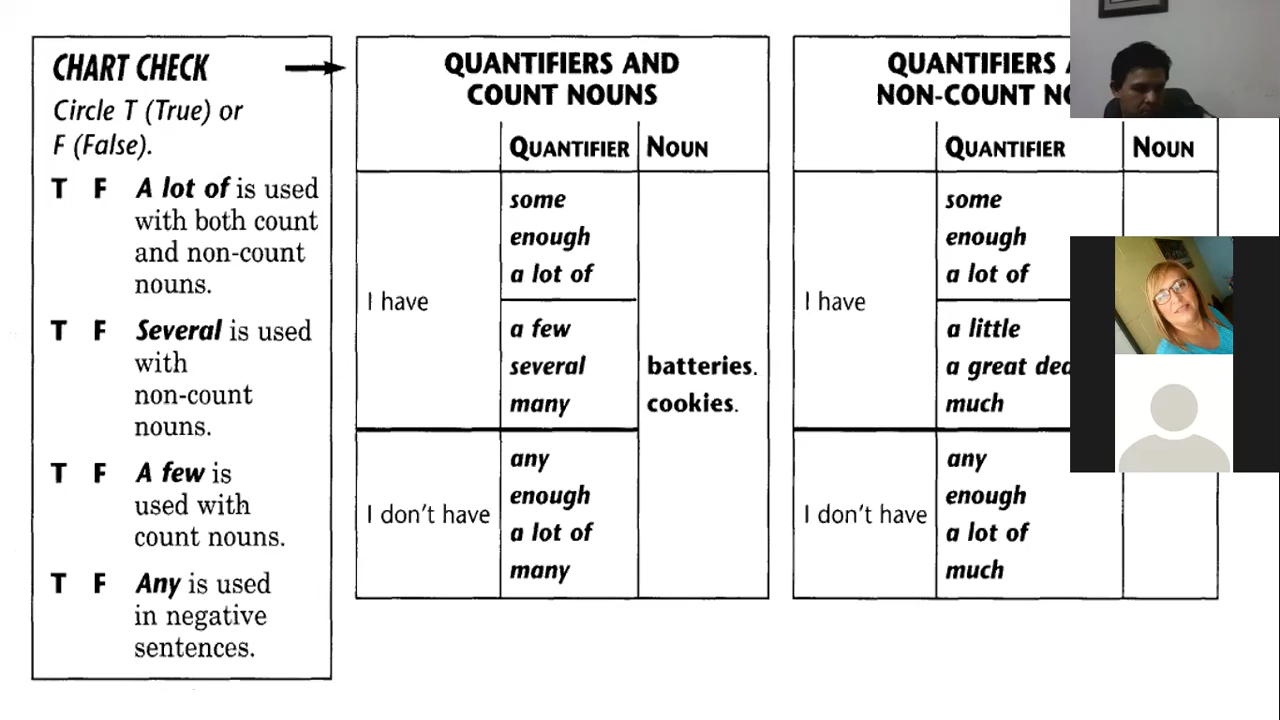 CHART CHECK
Circle T (True) or
F (False).
T F A lot of is used
with both count
and non-count
nouns.
T F Several is used
with
non-count
nouns.
T F A few is
used with
count nouns.
T F Any is used
in negative
sentences.
QUANTIFIERS AND
COUNT NOUNS
QUANTIFIER NOUN
I have
some
enough
a lot of
a few
several
many
batteries.
cookies.
I don't have
any
enough
a lot of
many
QUANTIFIERS
NON-COUNT
QUANTIFIER NOUN
I have
some
enough
a lot of
a little
a great
much
I don't have
any
enough
a lot of
much